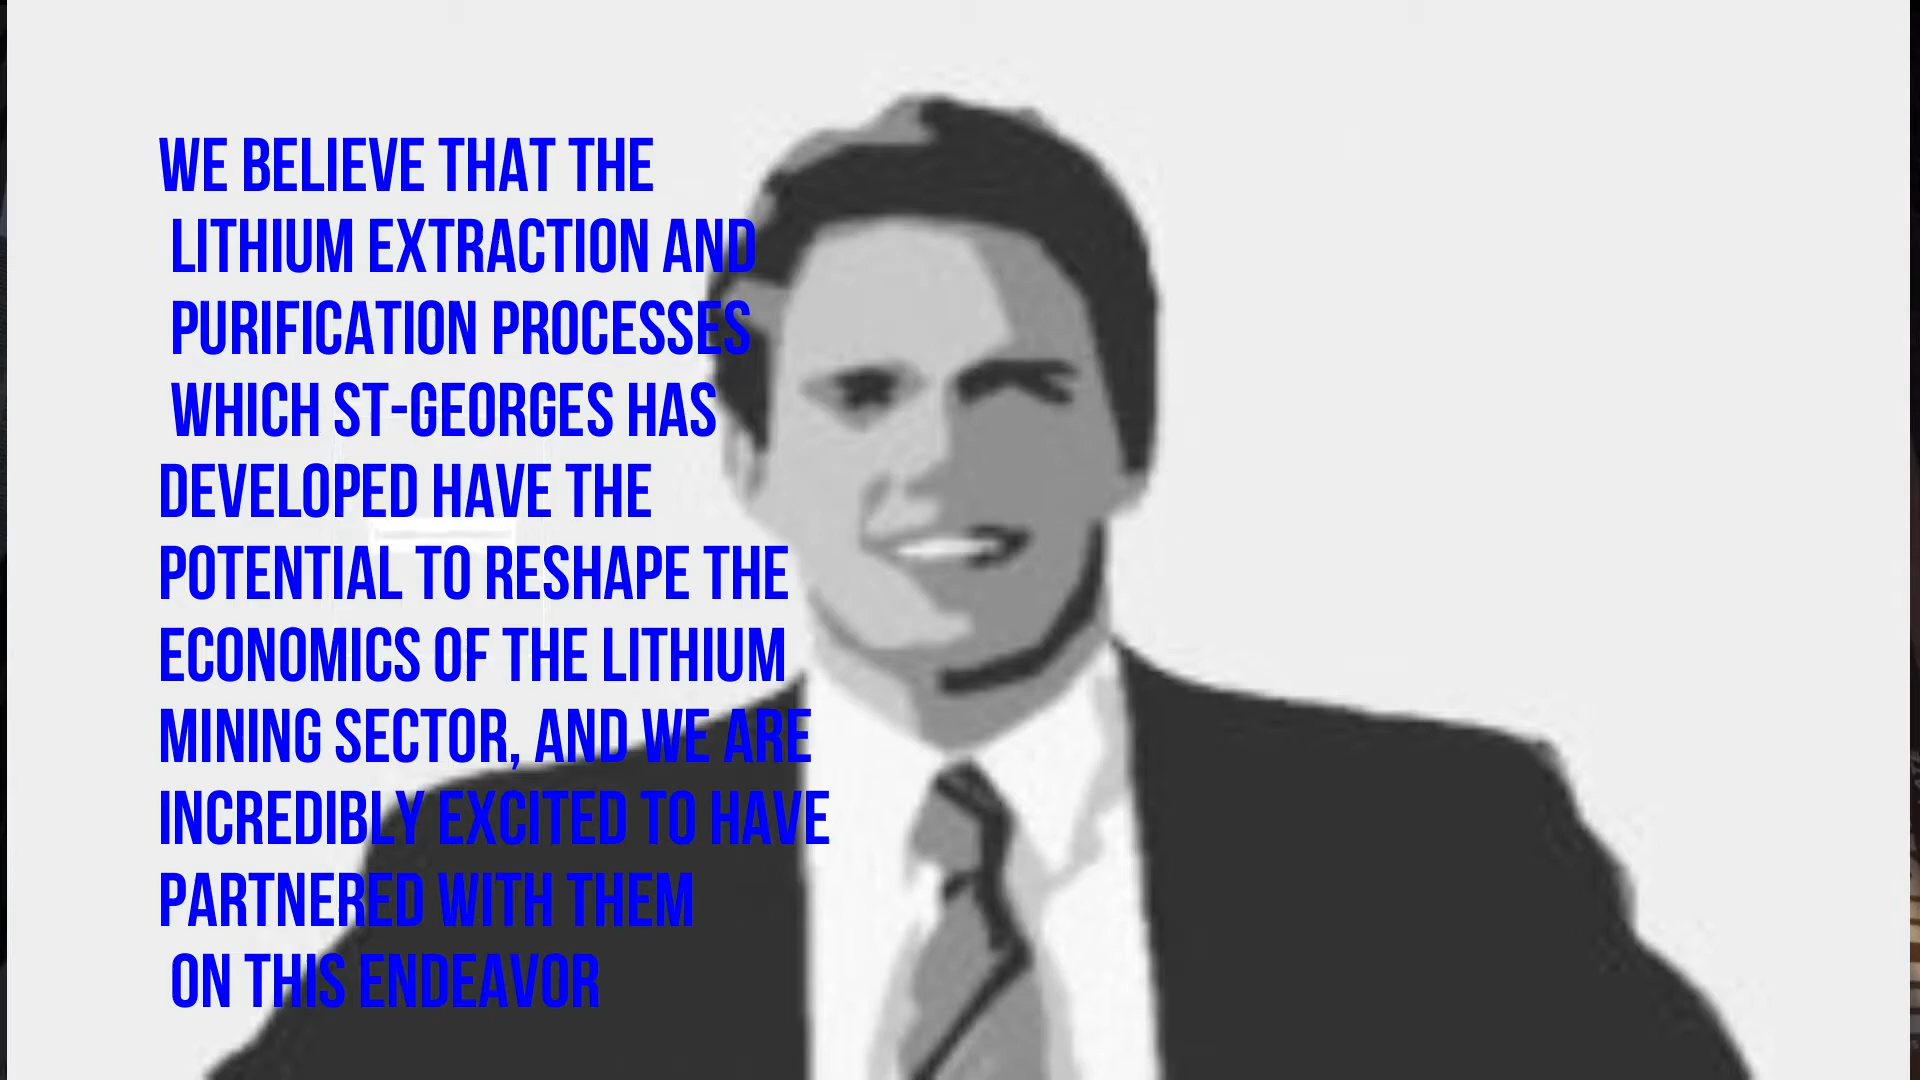 WE BELIEVE THAT THE
LITHIUM EXTRACTION AND
PURIFICATION PROCESSES
WHICH ST-GEORGES HAS
DEVELOPED HAVE THE
POTENTIAL TO RESHAPE THE
ECONOMICS OF THE LITHIUM
MINING SECTOR, AND WE ARE
INCREDIBLY EXCITED TO HAVE
PARTNERED WITH THEM
ON THIS ENDEAVOR